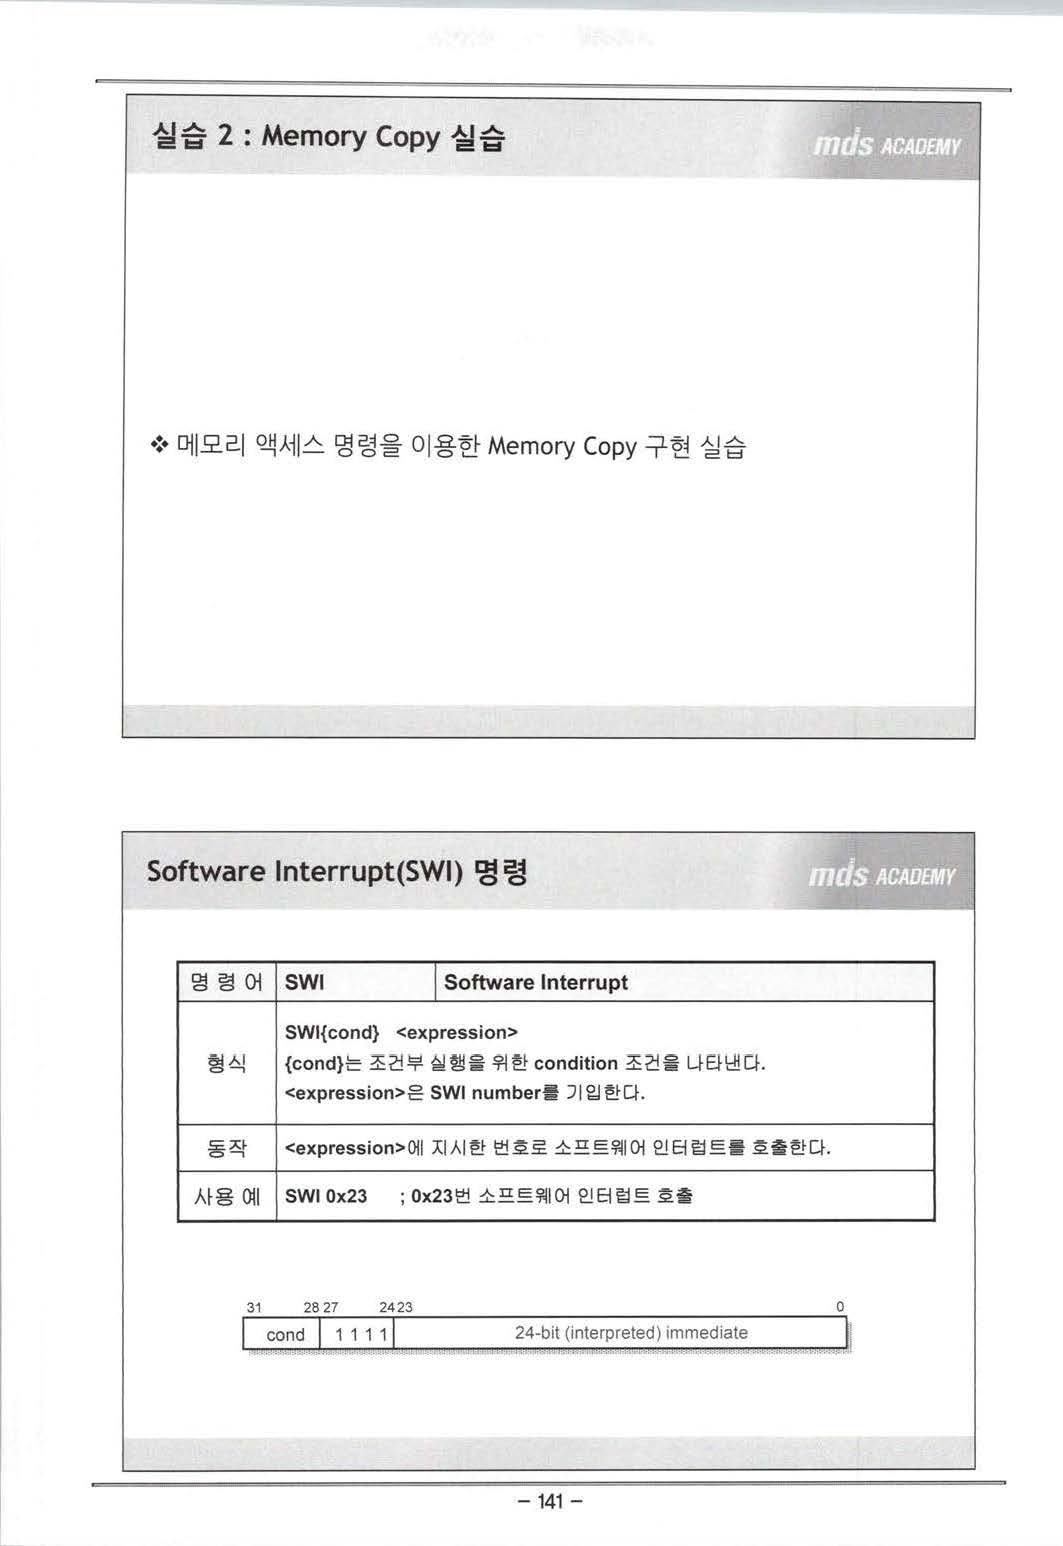 실습 2 : Memory Copy 실습
mds ACADEMY
❖ 메모리 액세스 명령을 이용한 Memory Copy 구현 실습
Software Interrupt(SWI) 명령
mds ACADEMY
명 령 어 SWI Software Interrupt
형식
SWI{cond} <expression>
{cond}는 조건부 실행을 위한 condition 조건을 나타낸다.
<expression>은 SWI number를 기입한다.
동작 <expression>에 지시한 번호로 소프트웨어 인터럽트를 호출한다.
사용 예 SWI 0x23 ; 0x23번 소프트웨어 인터럽트 호출
31 28 27 24 23 0
cond 1 1 1 1 24-bit (interpreted) immediate
- 141 -